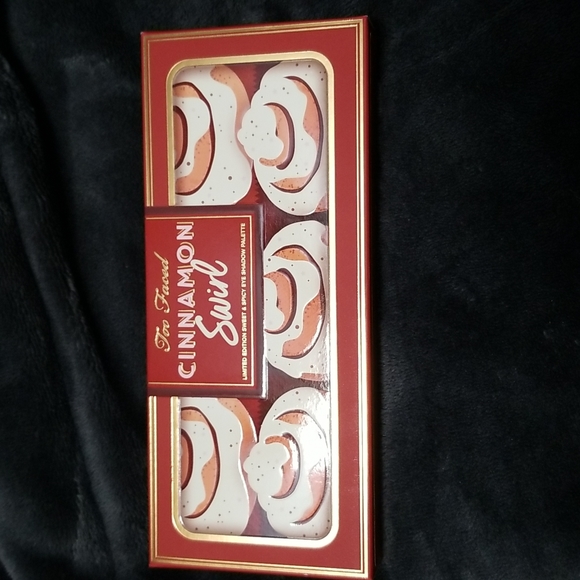 Too Faced
CINNAMON
Swirl
LIMITED EDITION SWEET & SPICY EYE SHADOW PALETTE